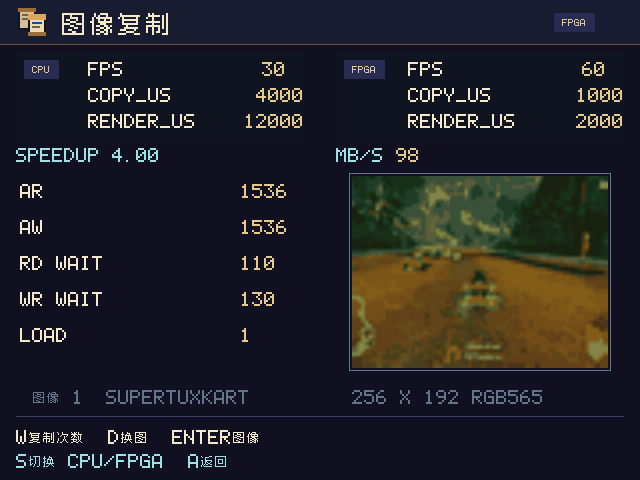 图像复制 FPGA
CPU FPS 30 FPGA FPS 60
COPY_US 4000 COPY_US 1000
RENDER_US 12000 RENDER_US 2000
SPEEDUP 4.00 MB/S 98
AR 1536
AW 1536
RD WAIT 110
WR WAIT 130
LOAD 1
图像 1 SUPERTUXKART 256 X 192 RGB565
W复制次数 D换图 ENTER图像
S切换 CPU/FPGA A返回